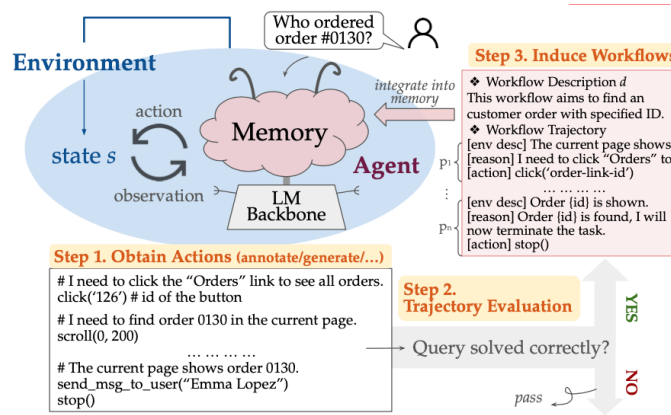 Who ordered
order #0130?
Environment
state s
action
observation
Memory
Agent
LM
Backbone
integrate into
memory
Step 3. Induce Workflows
❖ Workflow Description d
This workflow aims to find an
customer order with specified ID.
❖ Workflow Trajectory
[env desc] The current page shows
p1
[reason] I need to click “Orders” to
[action] click(‘order-link-id’)
… … … …
⋮
[env desc] Order {id} is shown.
pn
[reason] Order {id} is found, I will
now terminate the task.
[action] stop()
Step 1. Obtain Actions (annotate/generate/…)
# I need to click the “Orders” link to see all orders.
click(‘126’) # id of the button
# I need to find order 0130 in the current page.
scroll(0, 200)
… … … …
# The current page shows order 0130.
send_msg_to_user(“Emma Lopez”)
stop()
Step 2.
Trajectory Evaluation
Query solved correctly?
YES
NO
pass